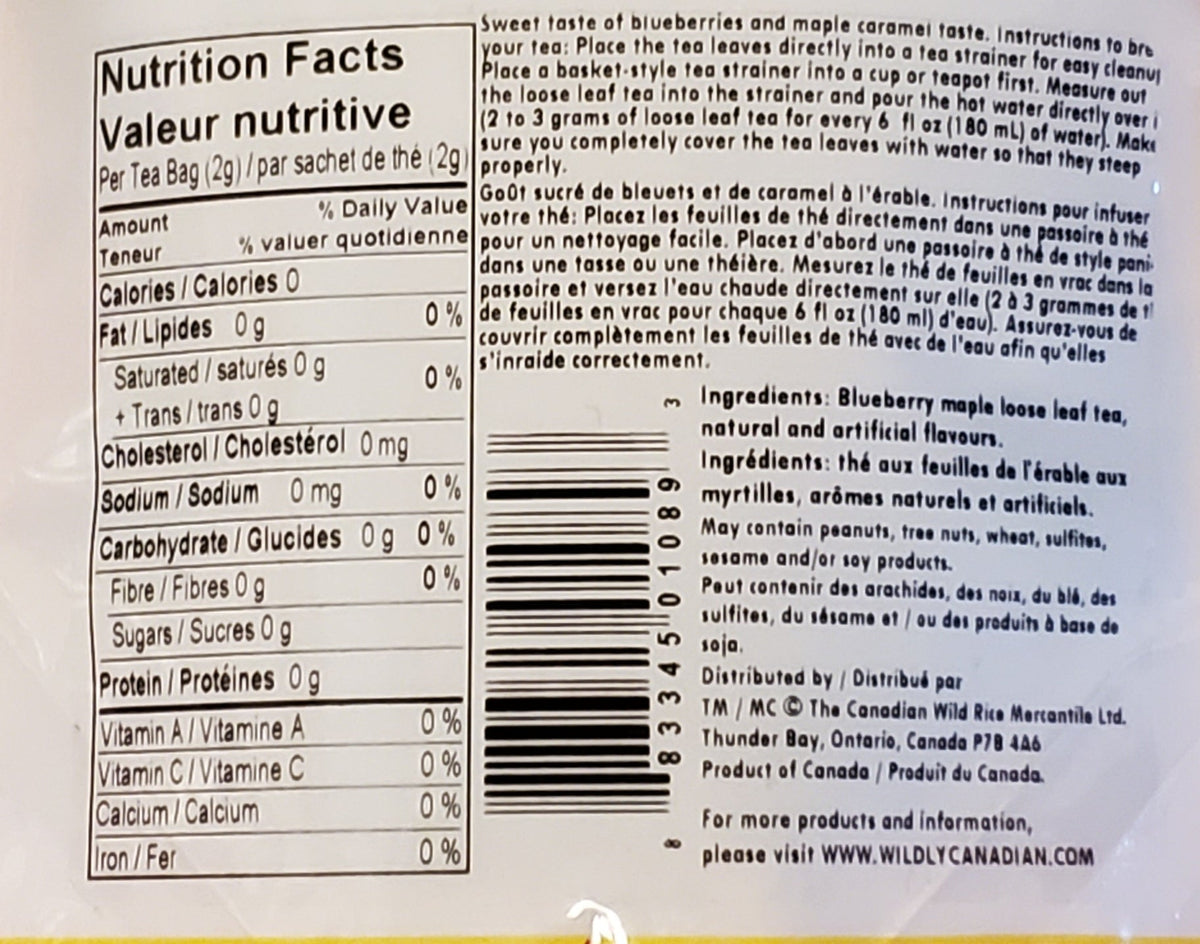 Nutrition Facts
Valeur nutritive
Per Tea Bag (2g) / par sachet de thé (2g)
Amount % Daily Value
Teneur % valuer quotidienne
Calories / Calories 0
Fat / Lipides 0 g 0 %
Saturated / saturés 0 g 0 %
+ Trans / trans 0 g
Cholesterol / Cholestérol 0 mg
Sodium / Sodium 0 mg 0 %
Carbohydrate / Glucides 0 g 0 %
Fibre / Fibres 0 g 0 %
Sugars / Sucres 0 g
Protein / Protéines 0 g
Vitamin A / Vitamine A 0 %
Vitamin C / Vitamine C 0 %
Calcium / Calcium 0 %
Iron / Fer 0 %
Sweet taste of blueberries and maple caramel taste. Instructions to bre
your tea: Place the tea leaves directly into a tea strainer for easy cleanu
Place a basket-style tea strainer into a cup or teapot first. Measure out
the loose leaf tea into the strainer and pour the hot water directly over i
(2 to 3 grams of loose leaf tea for every 6 fl oz (180 mL) of water). Make
sure you completely cover the tea leaves with water so that they steep
properly.
Goût sucré de bleuets et de caramel à l'érable. Instructions pour infuser
votre thé: Placez les feuilles de thé directement dans une passoire à thé
pour un nettoyage facile. Placez d'abord une passoire à thé de style pani
dans une tasse ou une théière. Mesurez le thé de feuilles en vrac dans la
passoire et versez l'eau chaude directement sur elle (2 à 3 grammes de t
de feuilles en vrac pour chaque 6 fl oz (180 ml) d'eau). Assurez-vous de
couvrir complètement les feuilles de thé avec de l'eau afin qu'elles
s'inraide correctement.
8 33345 01089 3
Ingredients: Blueberry maple loose leaf tea,
natural and artificial flavours.
Ingrédients: thé aux feuilles de l'érable aux
myrtilles, arômes naturels et artificiels.
May contain peanuts, tree nuts, wheat, sulfites,
sesame and/or soy products.
Peut contenir des arachides, des noix, du blé, des
sulfites, du sésame et / ou des produits à base de
soja.
Distributed by / Distribué par
TM / MC © The Canadian Wild Rice Mercantile Ltd.
Thunder Bay, Ontario, Canada P7B 4A6
Product of Canada / Produit du Canada.
For more products and information,
please visit WWW.WILDLYCANADIAN.COM